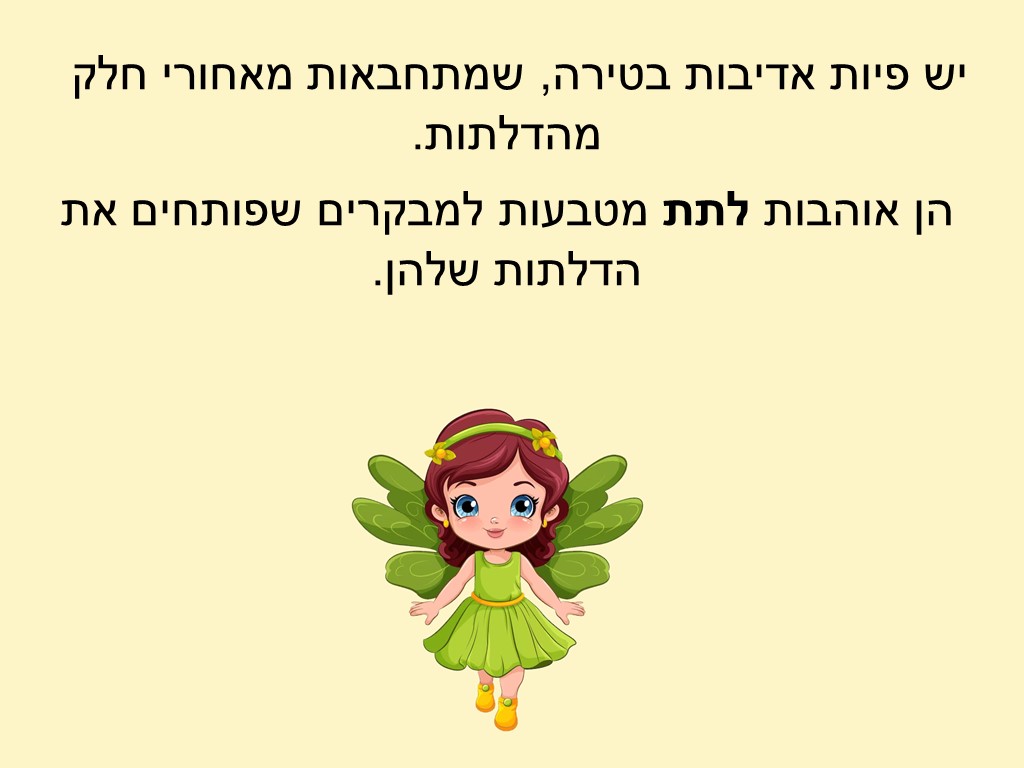 יש פיות אדיבות בטירה, שמתחבאות מאחורי חלק
מהדלתות.
הן אוהבות לתת מטבעות למבקרים שפותחים את
הדלתות שלהן.